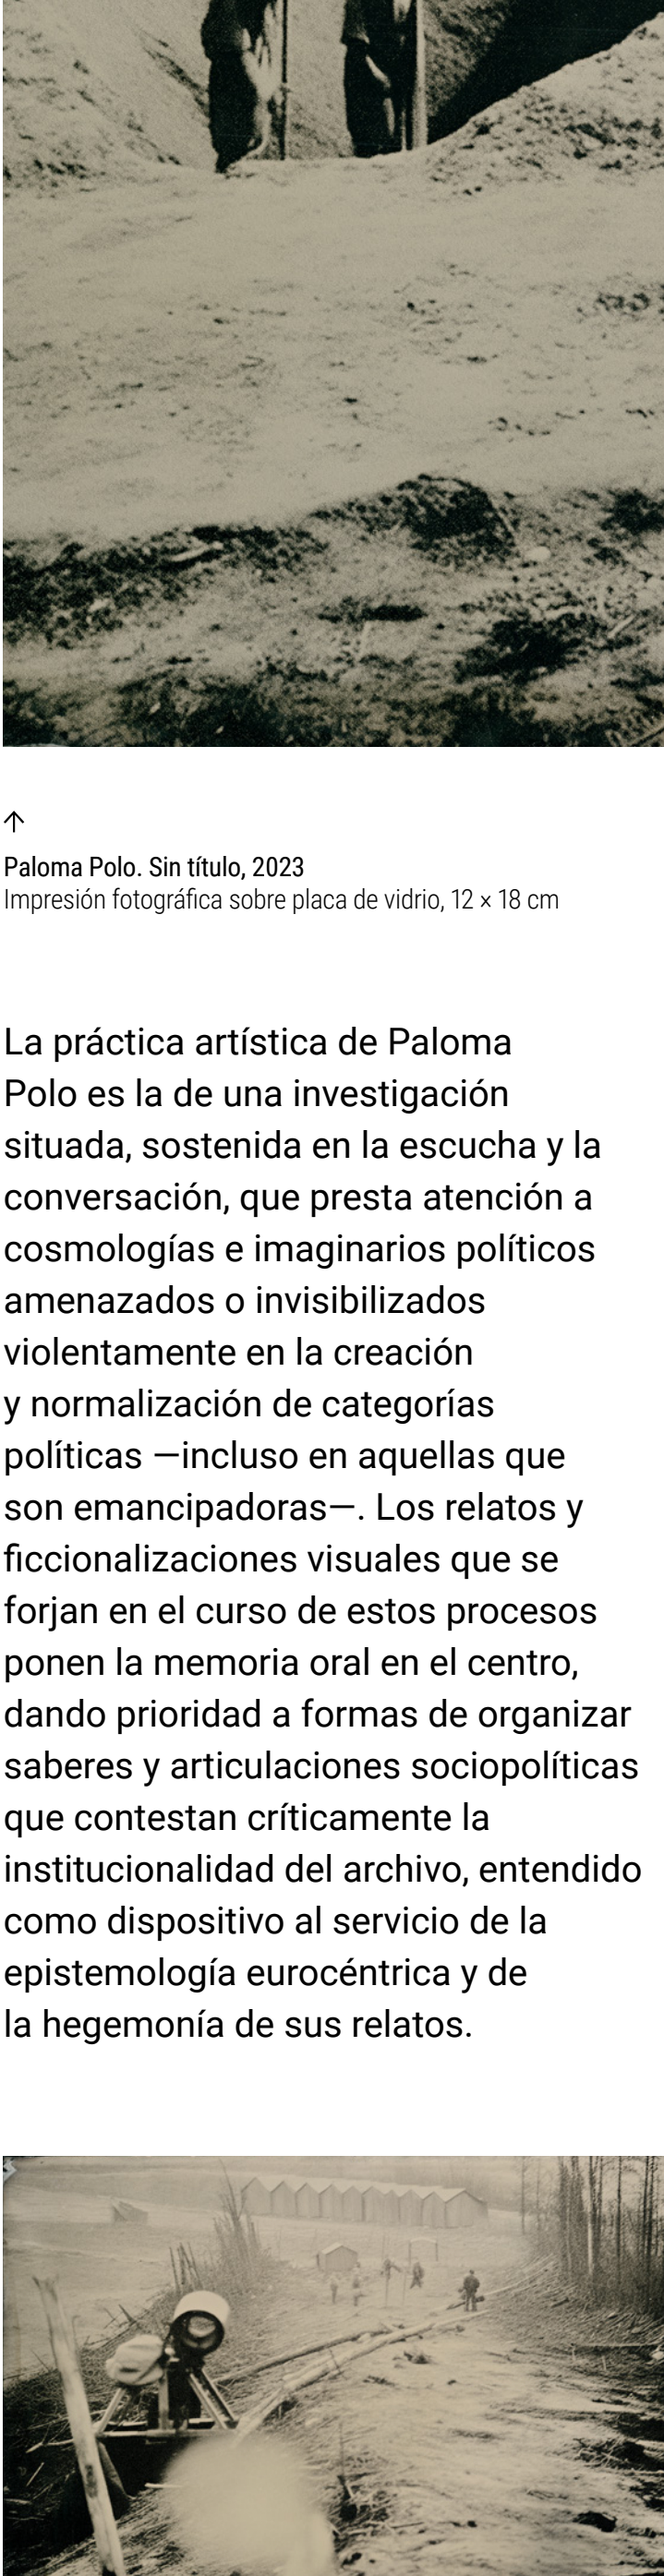 ↑
Paloma Polo. Sin título, 2023
Impresión fotográfica sobre placa de vidrio, 12 × 18 cm
La práctica artística de Paloma
Polo es la de una investigación
situada, sostenida en la escucha y la
conversación, que presta atención a
cosmologías e imaginarios políticos
amenazados o invisibilizados
violentamente en la creación
y normalización de categorías
políticas —incluso en aquellas que
son emancipadoras—. Los relatos y
ficcionalizaciones visuales que se
forjan en el curso de estos procesos
ponen la memoria oral en el centro,
dando prioridad a formas de organizar
saberes y articulaciones sociopolíticas
que contestan críticamente la
institucionalidad del archivo, entendido
como dispositivo al servicio de la
epistemología eurocéntrica y de
la hegemonía de sus relatos.